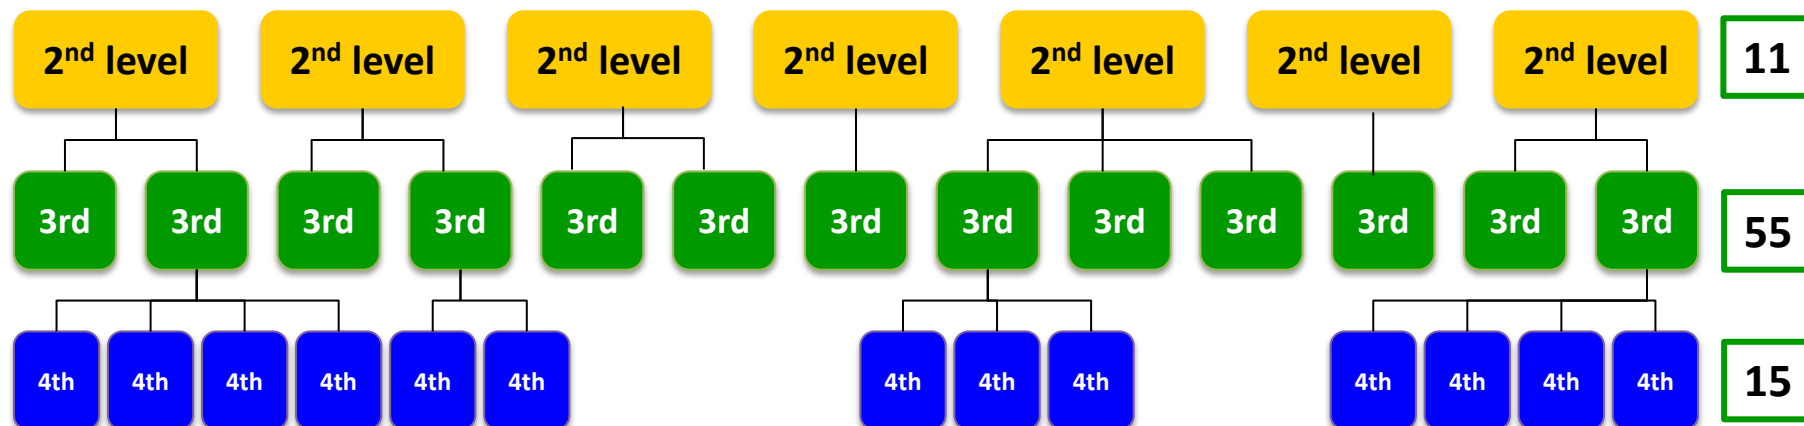 2nd level 2nd level 2nd level 2nd level 2nd level 2nd level 2nd level 11
3rd 3rd 3rd 3rd 3rd 3rd 3rd 3rd 3rd 3rd 3rd 3rd 3rd 55
4th 4th 4th 4th 4th 4th 4th 4th 4th 4th 4th 4th 4th 15